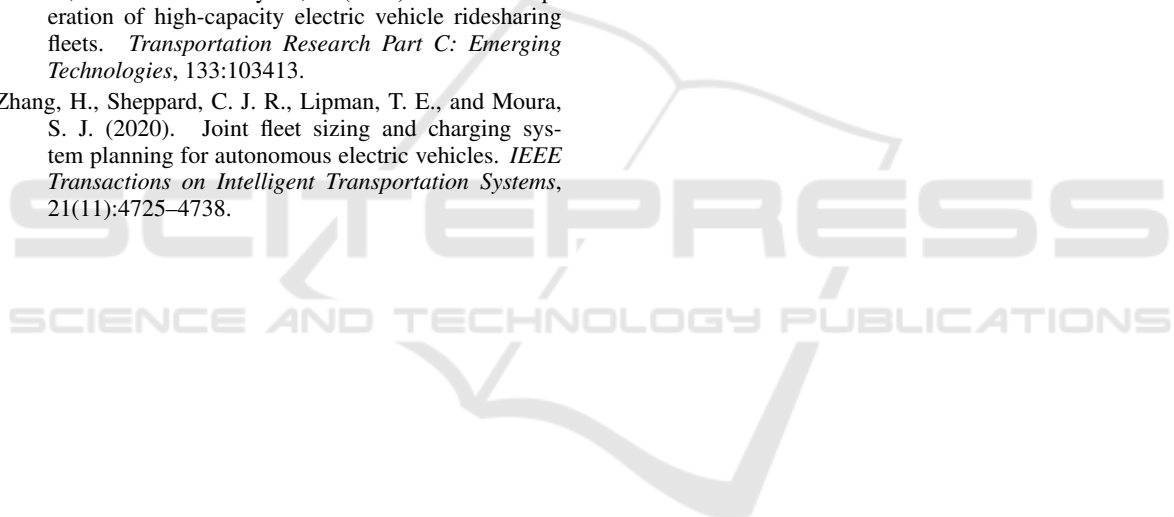 eration of high-capacity electric vehicle ridesharing
fleets. Transportation Research Part C: Emerging
Technologies, 133:103413.
Zhang, H., Sheppard, C. J. R., Lipman, T. E., and Moura,
S. J. (2020). Joint fleet sizing and charging sys-
tem planning for autonomous electric vehicles. IEEE
Transactions on Intelligent Transportation Systems,
21(11):4725–4738.
SCITEPRESS
SCIENCE AND TECHNOLOGY PUBLICATIONS